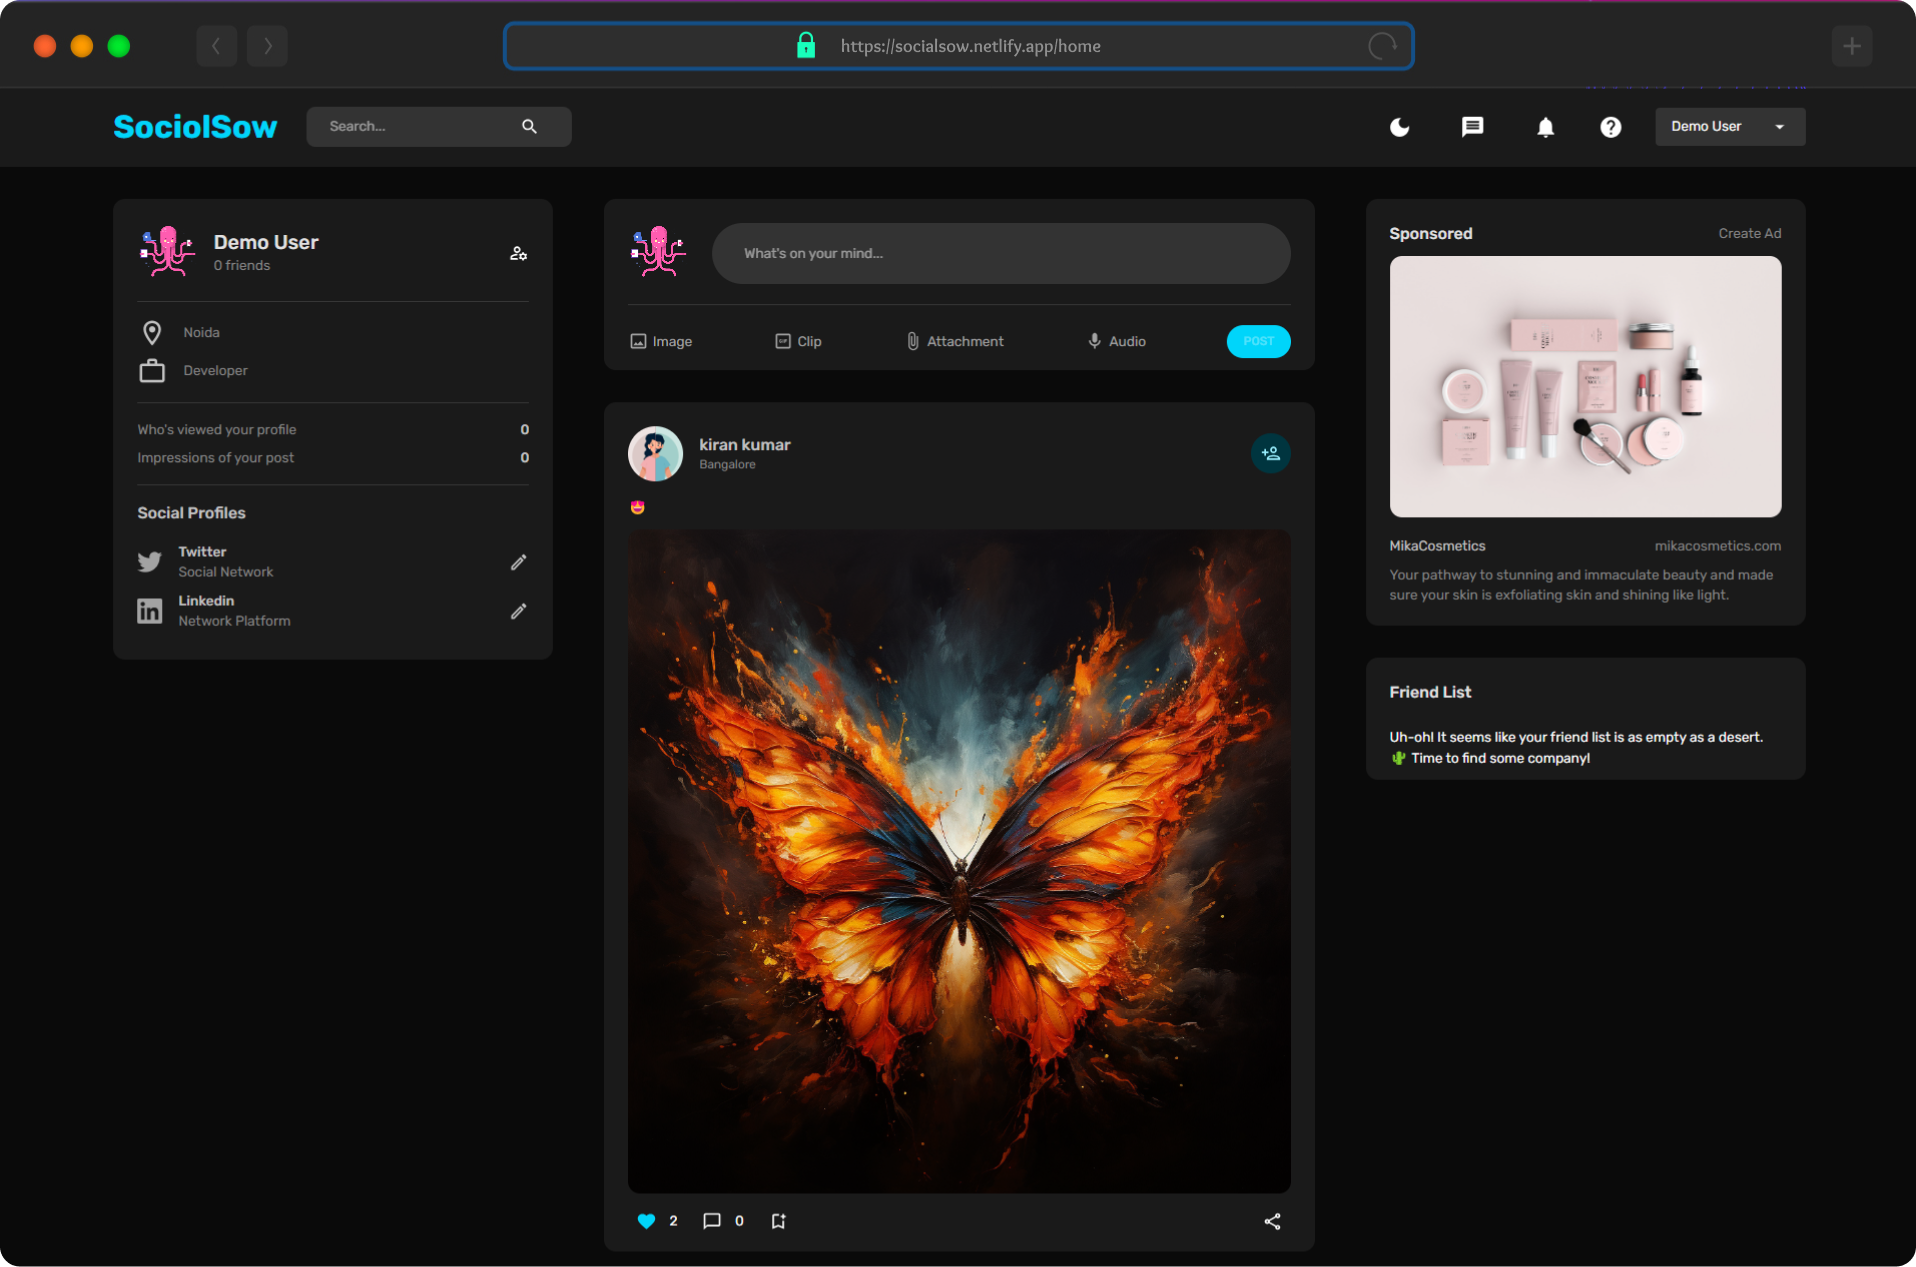 https://socialsow.netlify.app/home
SociolSow
Search...
Demo User
Demo User
0 friends
Noida
Developer
Who's viewed your profile 0
Impressions of your post 0
Social Profiles
Twitter
Social Network
Linkedin
Network Platform
What's on your mind...
Image Clip Attachment Audio POST
kiran kumar
Bangalore
2 0
Sponsored Create Ad
MikaCosmetics mikacosmetics.com
Your pathway to stunning and immaculate beauty and made
sure your skin is exfoliating skin and shining like light.
Friend List
Uh-oh! It seems like your friend list is as empty as a desert.
🌵 Time to find some company!